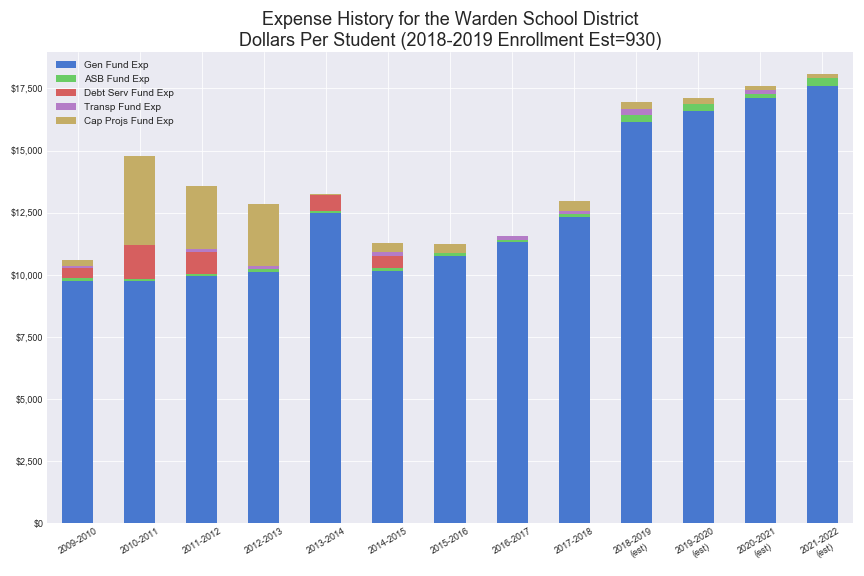 Expense History for the Warden School District
Dollars Per Student (2018-2019 Enrollment Est=930)
Gen Fund Exp
ASB Fund Exp
Debt Serv Fund Exp
Transp Fund Exp
Cap Projs Fund Exp
$17,500
$15,000
$12,500
$10,000
$7,500
$5,000
$2,500
$0
2009-2010
2010-2011
2011-2012
2012-2013
2013-2014
2014-2015
2015-2016
2016-2017
2017-2018
2018-2019
(est)
2019-2020
(est)
2020-2021
(est)
2021-2022
(est)